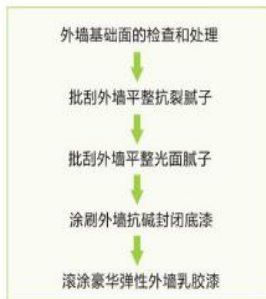 外墙基础面的检查和处理
批刮外墙平整抗裂腻子
批刮外墙平整光面腻子
涂刷外墙抗碱封闭底漆
滚涂豪华弹性外墙乳胶漆